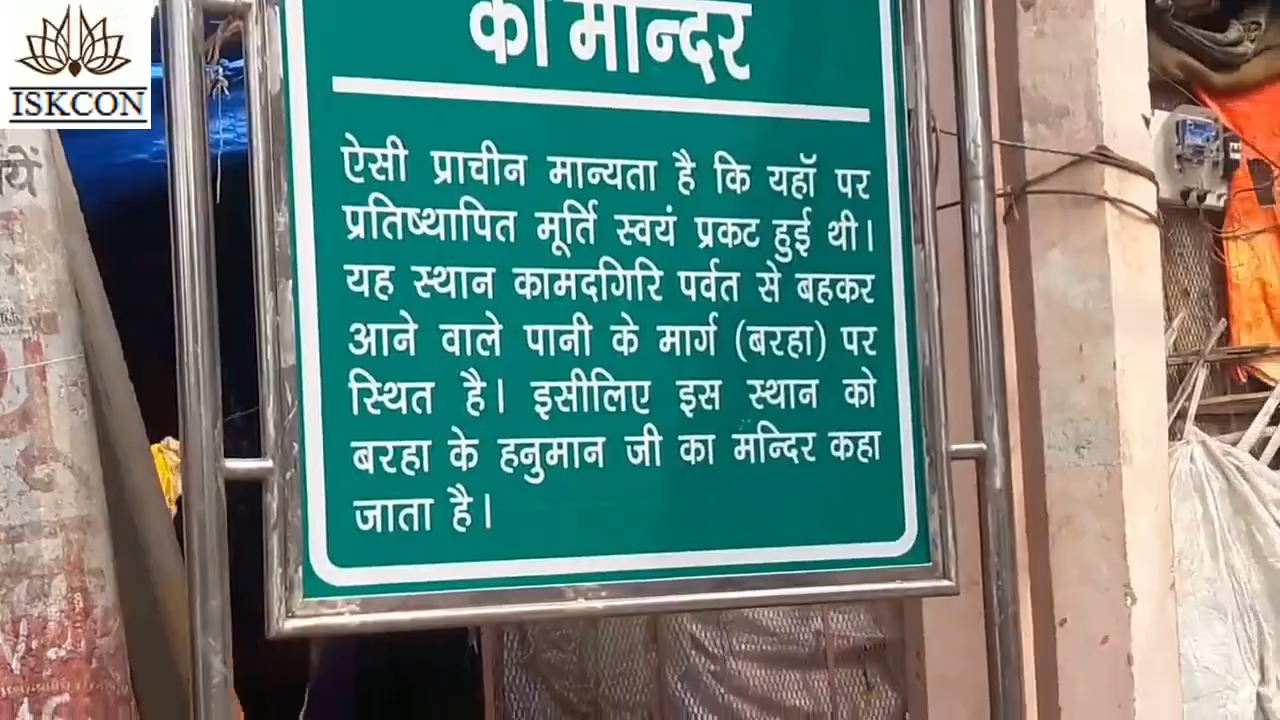 ISKCON
का मन्दिर
ऐसी प्राचीन मान्यता है कि यहॉ पर
प्रतिष्थापित मूर्ति स्वयं प्रकट हुई थी।
यह स्थान कामदगिरि पर्वत से बहकर
आने वाले पानी के मार्ग (बरहा) पर
स्थित है। इसीलिए इस स्थान को
बरहा के हनुमान जी का मन्दिर कहा
जाता है।